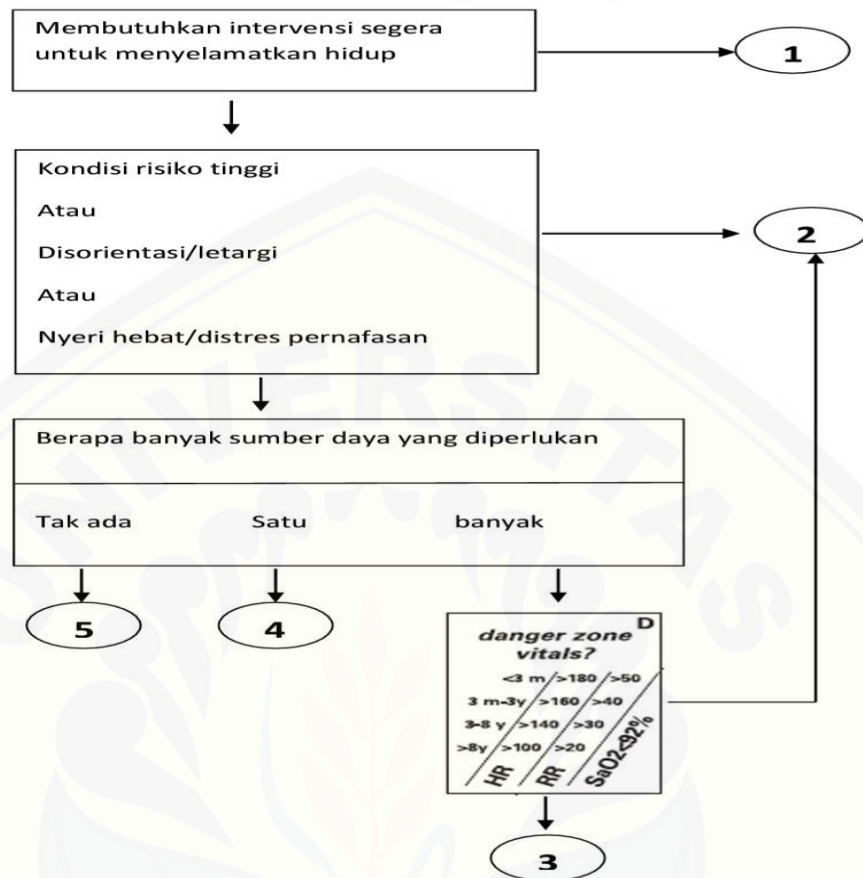 Membutuhkan intervensi segera
untuk menyelamatkan hidup
1
Kondisi risiko tinggi
Atau
Disorientasi/letargi
Atau
Nyeri hebat/distres pernafasan
2
Berapa banyak sumber daya yang diperlukan
Tak ada Satu banyak
5 4
D
danger zone
vitals?
<3 m >180 >50
3 m-3y >160 >40
3-8 y >140 >30
>8y >100 >20
HR RR SaO2<92%
3
UNIVERSITAS